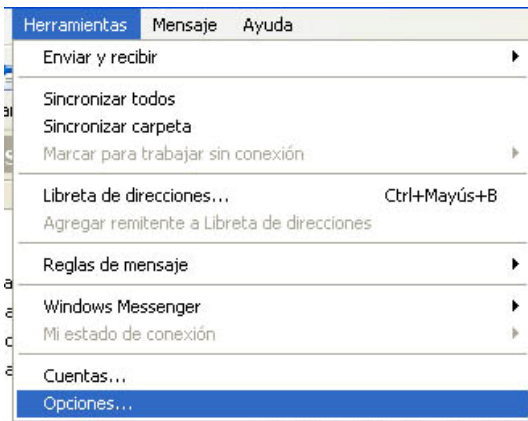 Herramientas Mensaje Ayuda
Enviar y recibir
Sincronizar todos
Sincronizar carpeta
Marcar para trabajar sin conexión
Libreta de direcciones... Ctrl+Mayús+B
Agregar remitente a Libreta de direcciones
Reglas de mensaje
Windows Messenger
Mi estado de conexión
Cuentas...
Opciones...